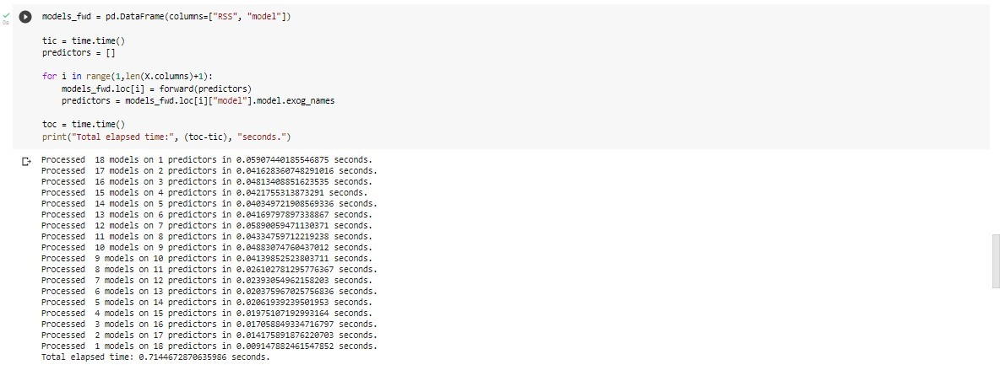 models_fwd = pd.DataFrame(columns=["RSS", "model"])
tic = time.time()
predictors = []
for i in range(1,len(X.columns)+1):
models_fwd.loc[i] = forward(predictors)
predictors = models_fwd.loc[i]["model"].model.exog_names
toc = time.time()
print("Total elapsed time:", (toc-tic), "seconds.")
Processed  18 models on 1 predictors in 0.05907440185546875 seconds.
Processed  17 models on 2 predictors in 0.041628360748291016 seconds.
Processed  16 models on 3 predictors in 0.04813408851623535 seconds.
Processed  15 models on 4 predictors in 0.0421755313873291 seconds.
Processed  14 models on 5 predictors in 0.040349721908569336 seconds.
Processed  13 models on 6 predictors in 0.04169797897338867 seconds.
Processed  12 models on 7 predictors in 0.05890059471130371 seconds.
Processed  11 models on 8 predictors in 0.04334759712219238 seconds.
Processed  10 models on 9 predictors in 0.04883074760437012 seconds.
Processed  9 models on 10 predictors in 0.04139852523803711 seconds.
Processed  8 models on 11 predictors in 0.026102781295776367 seconds.
Processed  7 models on 12 predictors in 0.02393054962158203 seconds.
Processed  6 models on 13 predictors in 0.020375967025756836 seconds.
Processed  5 models on 14 predictors in 0.02061939239501953 seconds.
Processed  4 models on 15 predictors in 0.01975107192993164 seconds.
Processed  3 models on 16 predictors in 0.017058849334716797 seconds.
Processed  2 models on 17 predictors in 0.014175891876220703 seconds.
Processed  1 models on 18 predictors in 0.009147882461547852 seconds.
Total elapsed time: 0.7144672870635986 seconds.